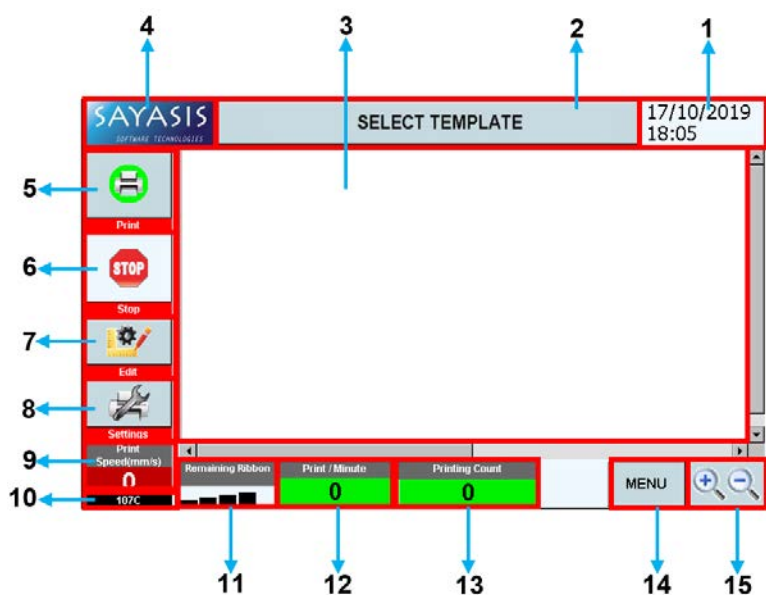 4 3 2 1
SAYASIS
SOFTWARE TECHNOLOGIES
SELECT TEMPLATE
17/10/2019
18:05
5
Print
6
STOP
Stop
7
Edit
8
Settings
9
Print
Speed(mm/s)
0
10
107C
Remaining Ribbon
Print / Minute
0
Printing Count
0
MENU
11 12 13 14 15